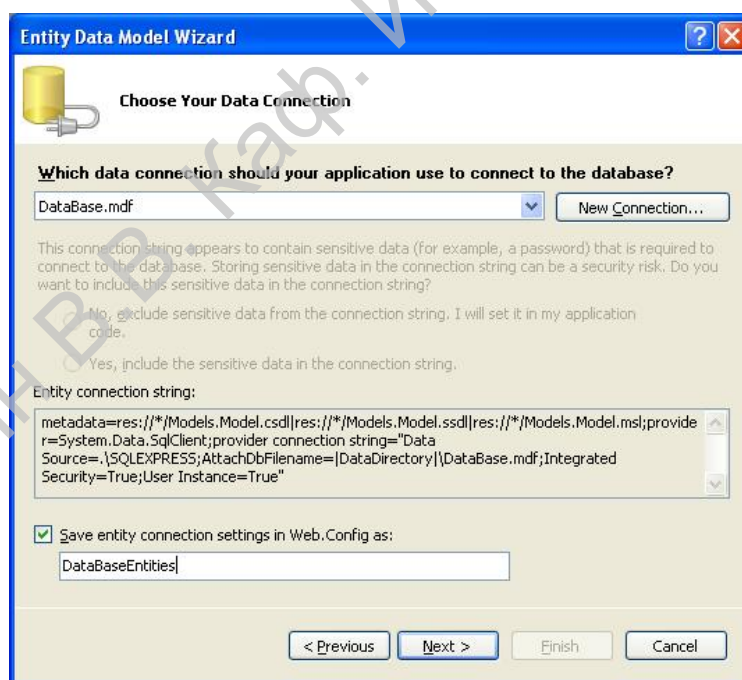 Entity Data Model Wizard
Choose Your Data Connection
Which data connection should your application use to connect to the database?
DataBase.mdf
New Connection...
This connection string appears to contain sensitive data (for example, a password) that is required to
connect to the database. Storing sensitive data in the connection string can be a security risk. Do you
want to include this sensitive data in the connection string?
No, exclude sensitive data from the connection string. I will set it in my application
code.
Yes, include the sensitive data in the connection string.
Entity connection string:
metadata=res://*/Models.Model.csdl|res://*/Models.Model.ssdl|res://*/Models.Model.msl;provide
r=System.Data.SqlClient;provider connection string="Data
Source=.\SQLEXPRESS;AttachDbFilename=|DataDirectory|\DataBase.mdf;Integrated
Security=True;User Instance=True"
Save entity connection settings in Web.Config as:
DataBaseEntities
< Previous
Next >
Finish
Cancel
В.В. Каф.